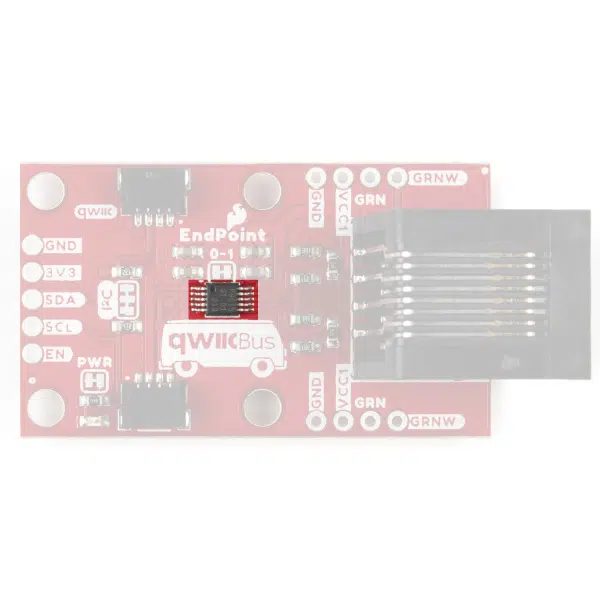 GRNW
GRN
VCC1
GND
qwiic
EndPoint
0-1
GND
3V3
SDA
SCL
EN
I²C
qwiicBus
PWR
GND
VCC1
GRN
GRNW